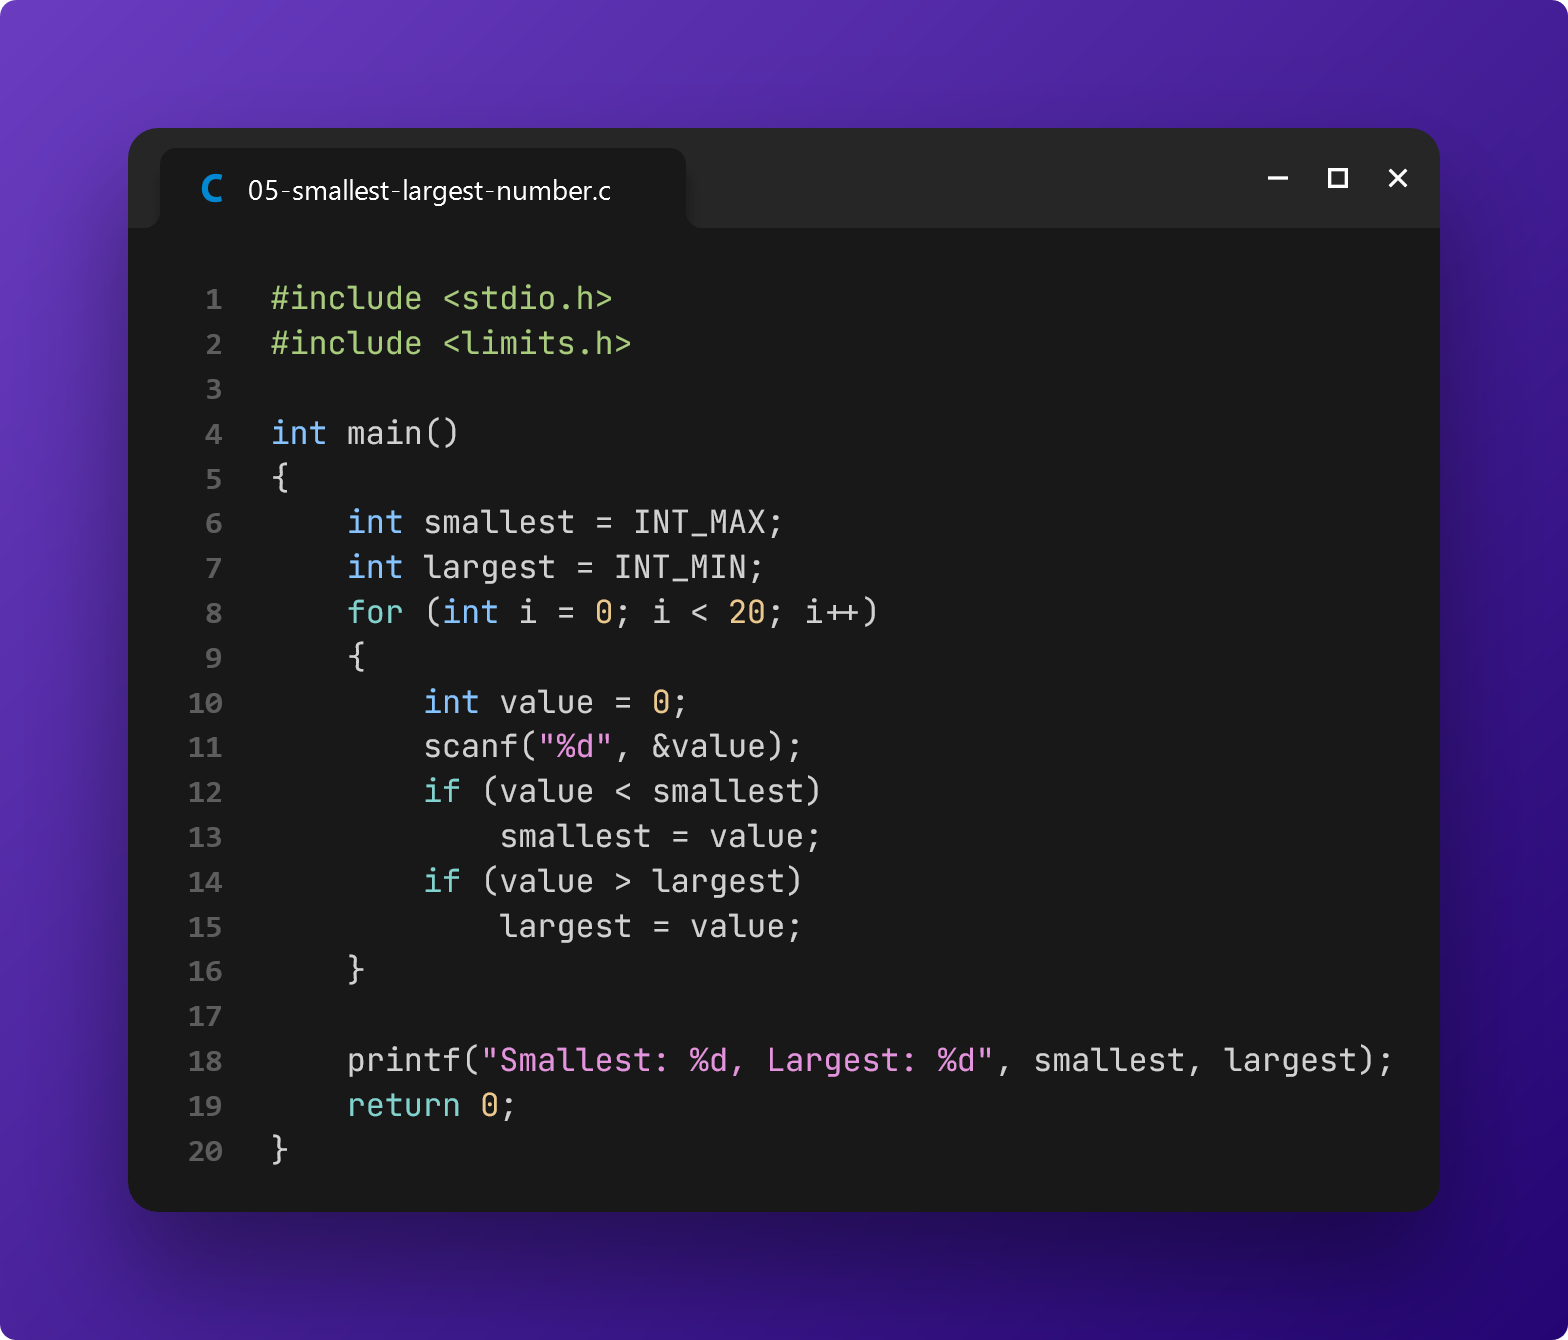 C 05-smallest-largest-number.c
1 #include <stdio.h>
2 #include <limits.h>
3
4 int main()
5 {
6     int smallest = INT_MAX;
7     int largest = INT_MIN;
8     for (int i = 0; i < 20; i++)
9     {
10         int value = 0;
11         scanf("%d", &value);
12         if (value < smallest)
13             smallest = value;
14         if (value > largest)
15             largest = value;
16     }
17
18     printf("Smallest: %d, Largest: %d", smallest, largest);
19     return 0;
20 }